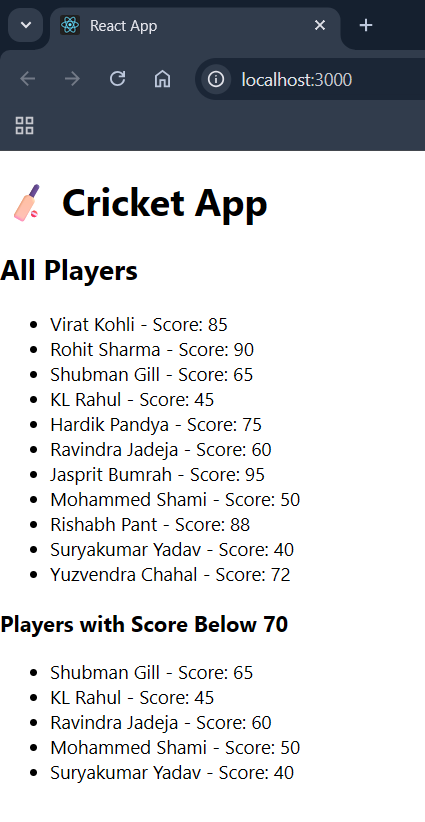 React App
localhost:3000
🏏 Cricket App
All Players
• Virat Kohli - Score: 85
• Rohit Sharma - Score: 90
• Shubman Gill - Score: 65
• KL Rahul - Score: 45
• Hardik Pandya - Score: 75
• Ravindra Jadeja - Score: 60
• Jasprit Bumrah - Score: 95
• Mohammed Shami - Score: 50
• Rishabh Pant - Score: 88
• Suryakumar Yadav - Score: 40
• Yuzvendra Chahal - Score: 72
Players with Score Below 70
• Shubman Gill - Score: 65
• KL Rahul - Score: 45
• Ravindra Jadeja - Score: 60
• Mohammed Shami - Score: 50
• Suryakumar Yadav - Score: 40